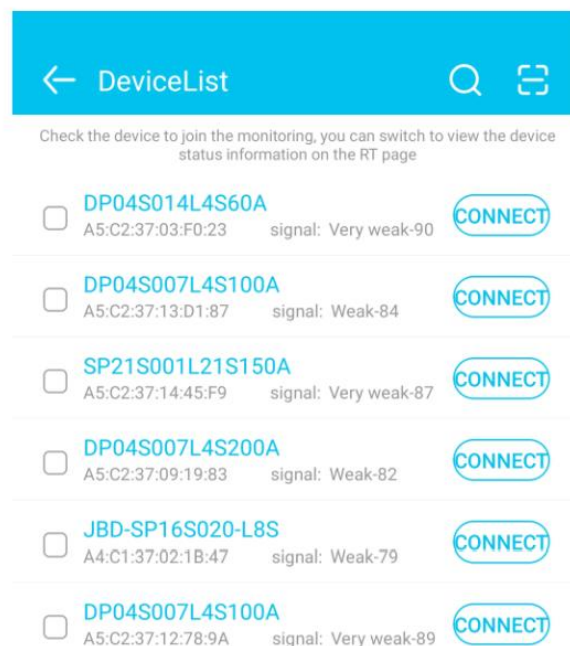 DeviceList
Check the device to join the monitoring, you can switch to view the device
status information on the RT page
DP04S014L4S60A
A5:C2:37:03:F0:23 signal: Very weak-90 CONNECT
DP04S007L4S100A
A5:C2:37:13:D1:87 signal: Weak-84 CONNECT
SP21S001L21S150A
A5:C2:37:14:45:F9 signal: Very weak-87 CONNECT
DP04S007L4S200A
A5:C2:37:09:19:83 signal: Weak-82 CONNECT
JBD-SP16S020-L8S
A4:C1:37:02:1B:47 signal: Weak-79 CONNECT
DP04S007L4S100A
A5:C2:37:12:78:9A signal: Very weak-89 CONNECT